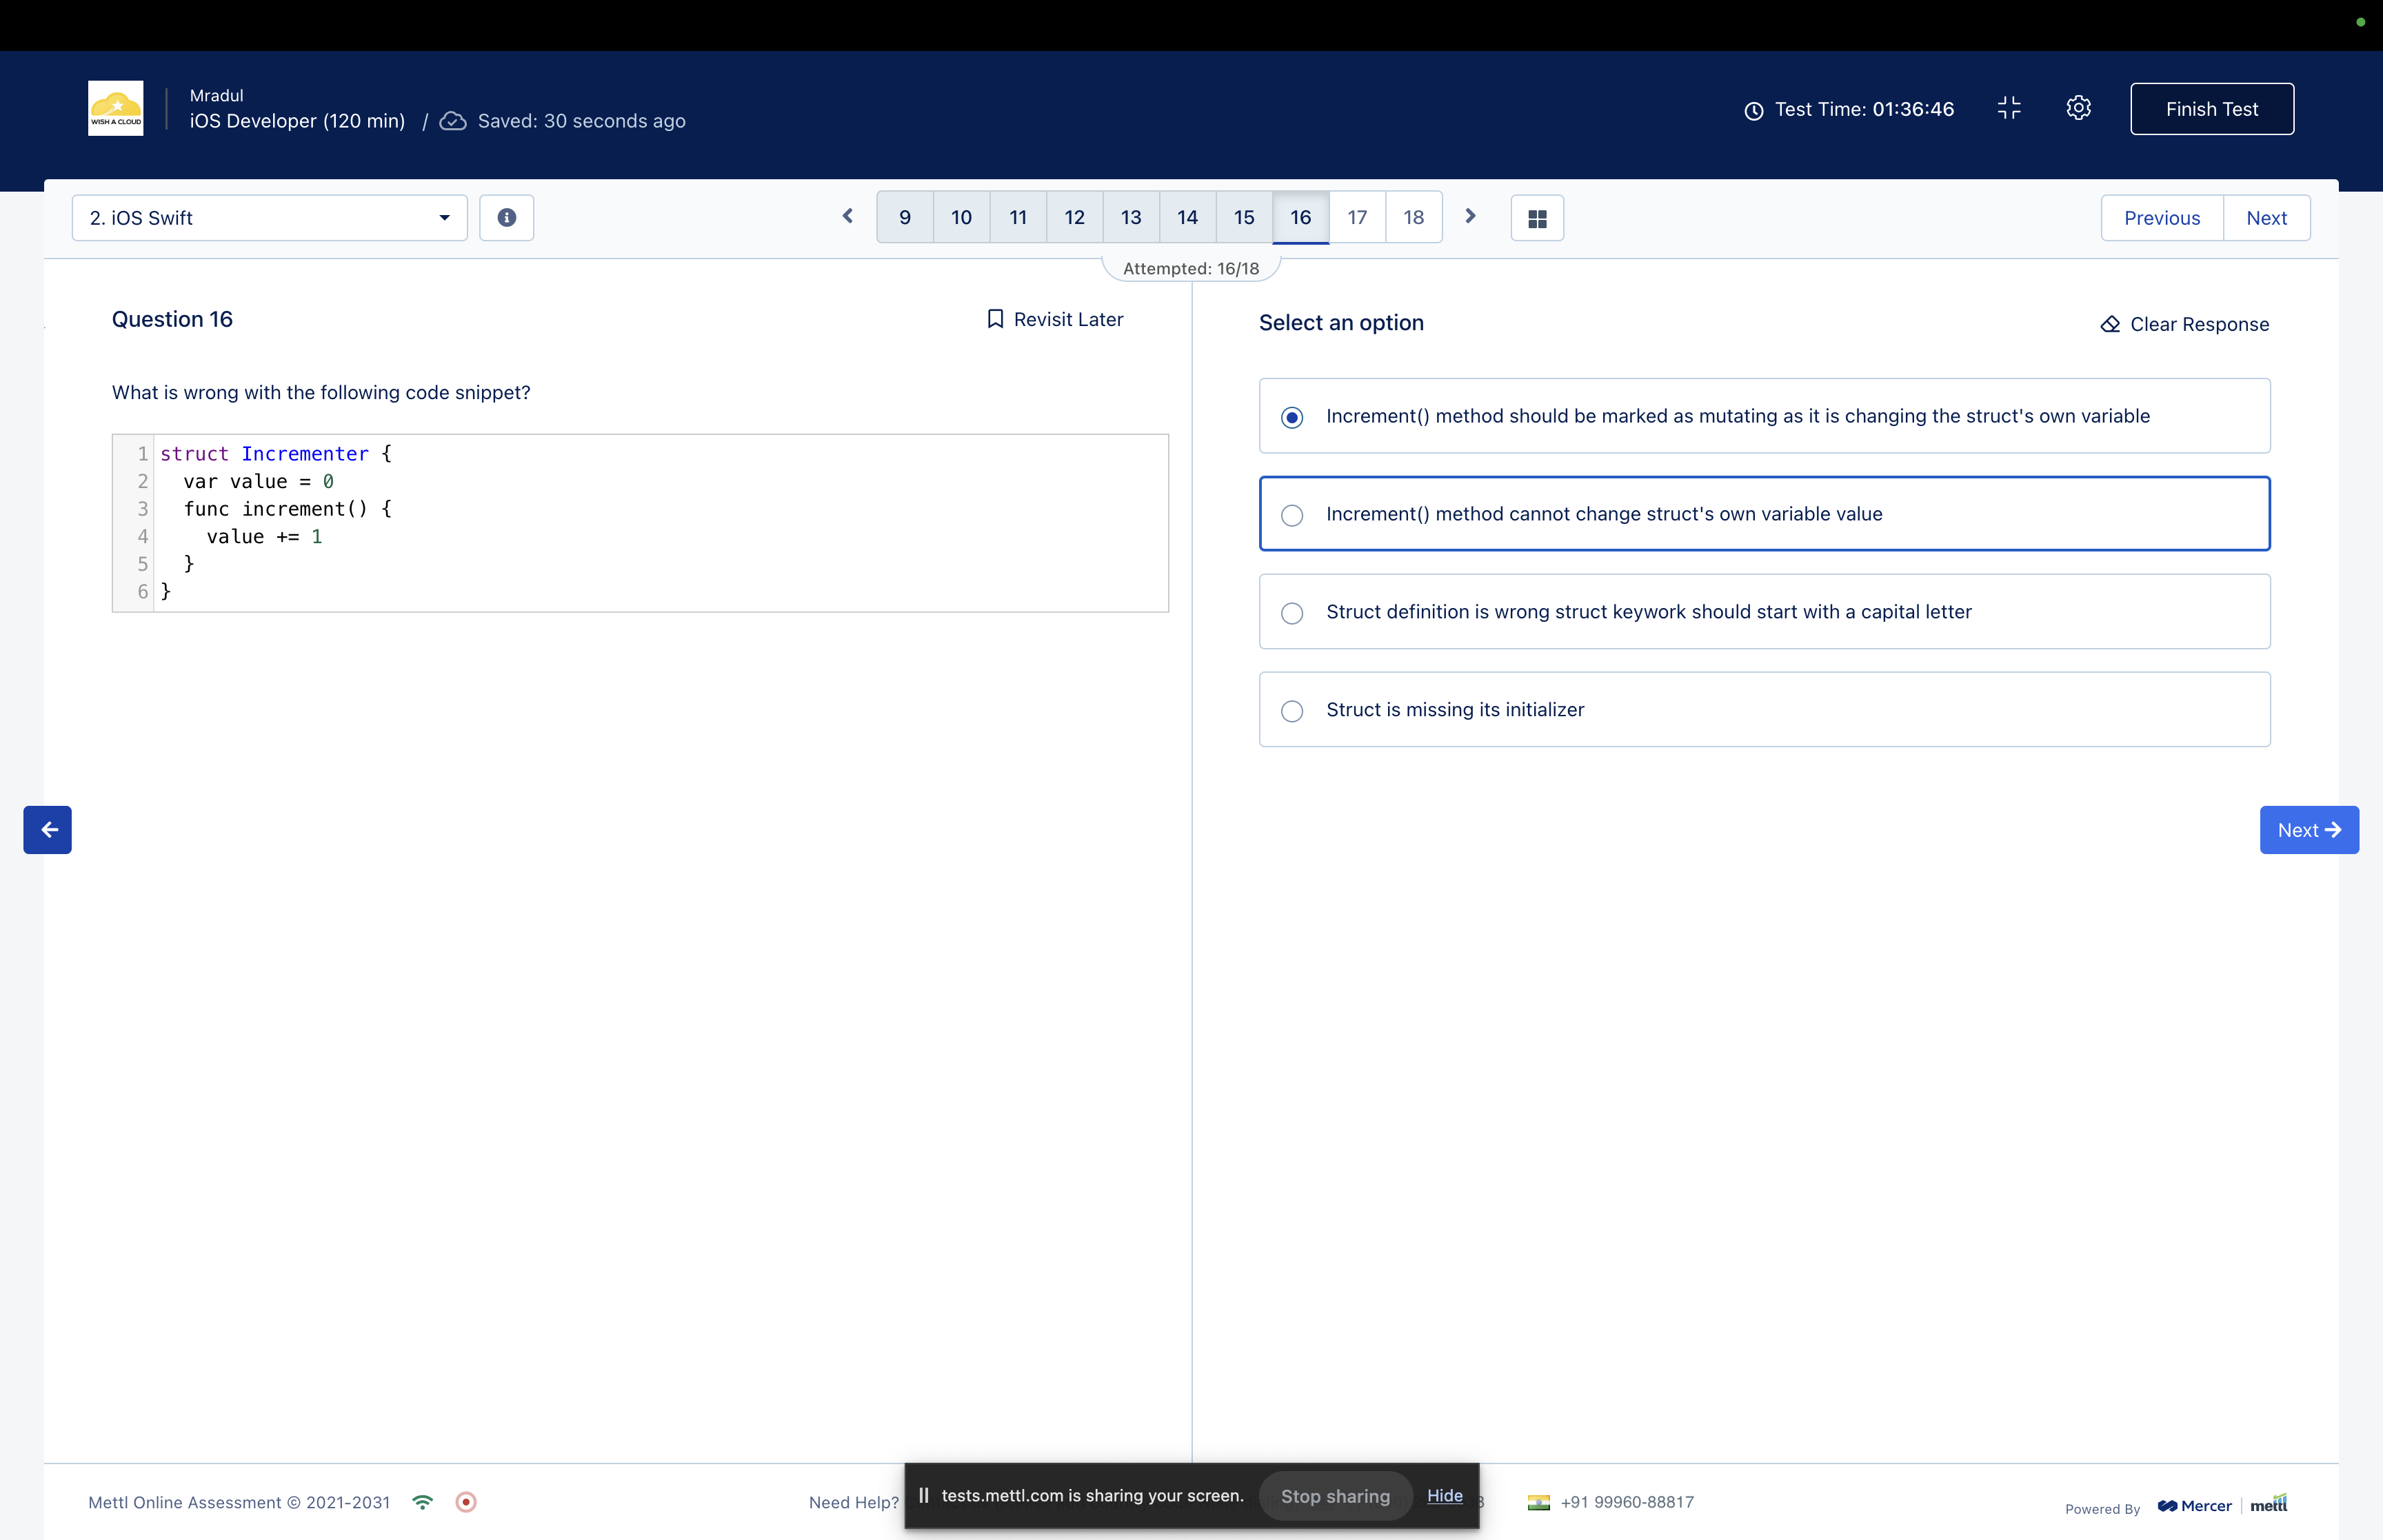 WISH A CLOUD
Mradul
iOS Developer (120 min) / Saved: 30 seconds ago
Test Time: 01:36:46
Finish Test
2. iOS Swift
9 10 11 12 13 14 15 16 17 18
Previous Next
Attempted: 16/18
Question 16
Revisit Later
What is wrong with the following code snippet?
1 struct Incrementer {
2 var value = 0
3 func increment() {
4 value += 1
5 }
6 }
Select an option
Clear Response
Increment() method should be marked as mutating as it is changing the struct's own variable
Increment() method cannot change struct's own variable value
Struct definition is wrong struct keywork should start with a capital letter
Struct is missing its initializer
Next
Mettl Online Assessment © 2021-2031
Need Help?
tests.mettl.com is sharing your screen. Stop sharing Hide
+91 99960-88817
Powered By Mercer | mettl